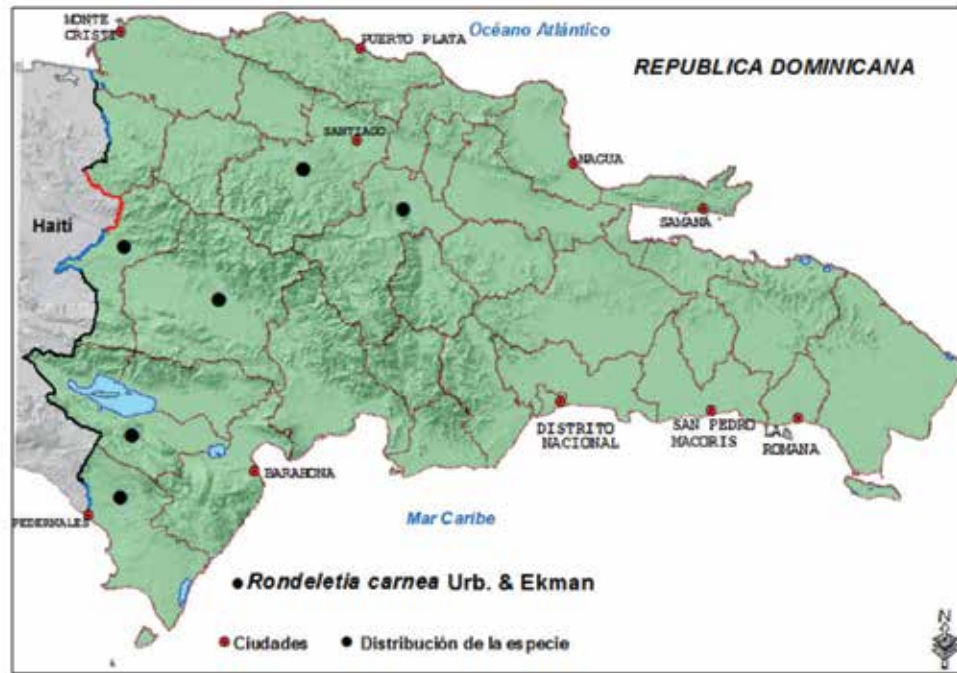 MONTE
CRISTI
PUERTO PLATA
Océano Atlántico
REPUBLICA DOMINICANA
SANTIAGO
NAGUA
SAMANA
Haití
DISTRITO
NACIONAL
SAN PEDRO
MACORIS
LA
ROMANA
BARAHONA
PEDERNALES
Mar Caribe
Rondeletia carnea Urb. & Ekman
Ciudades
Distribución de la especie
N